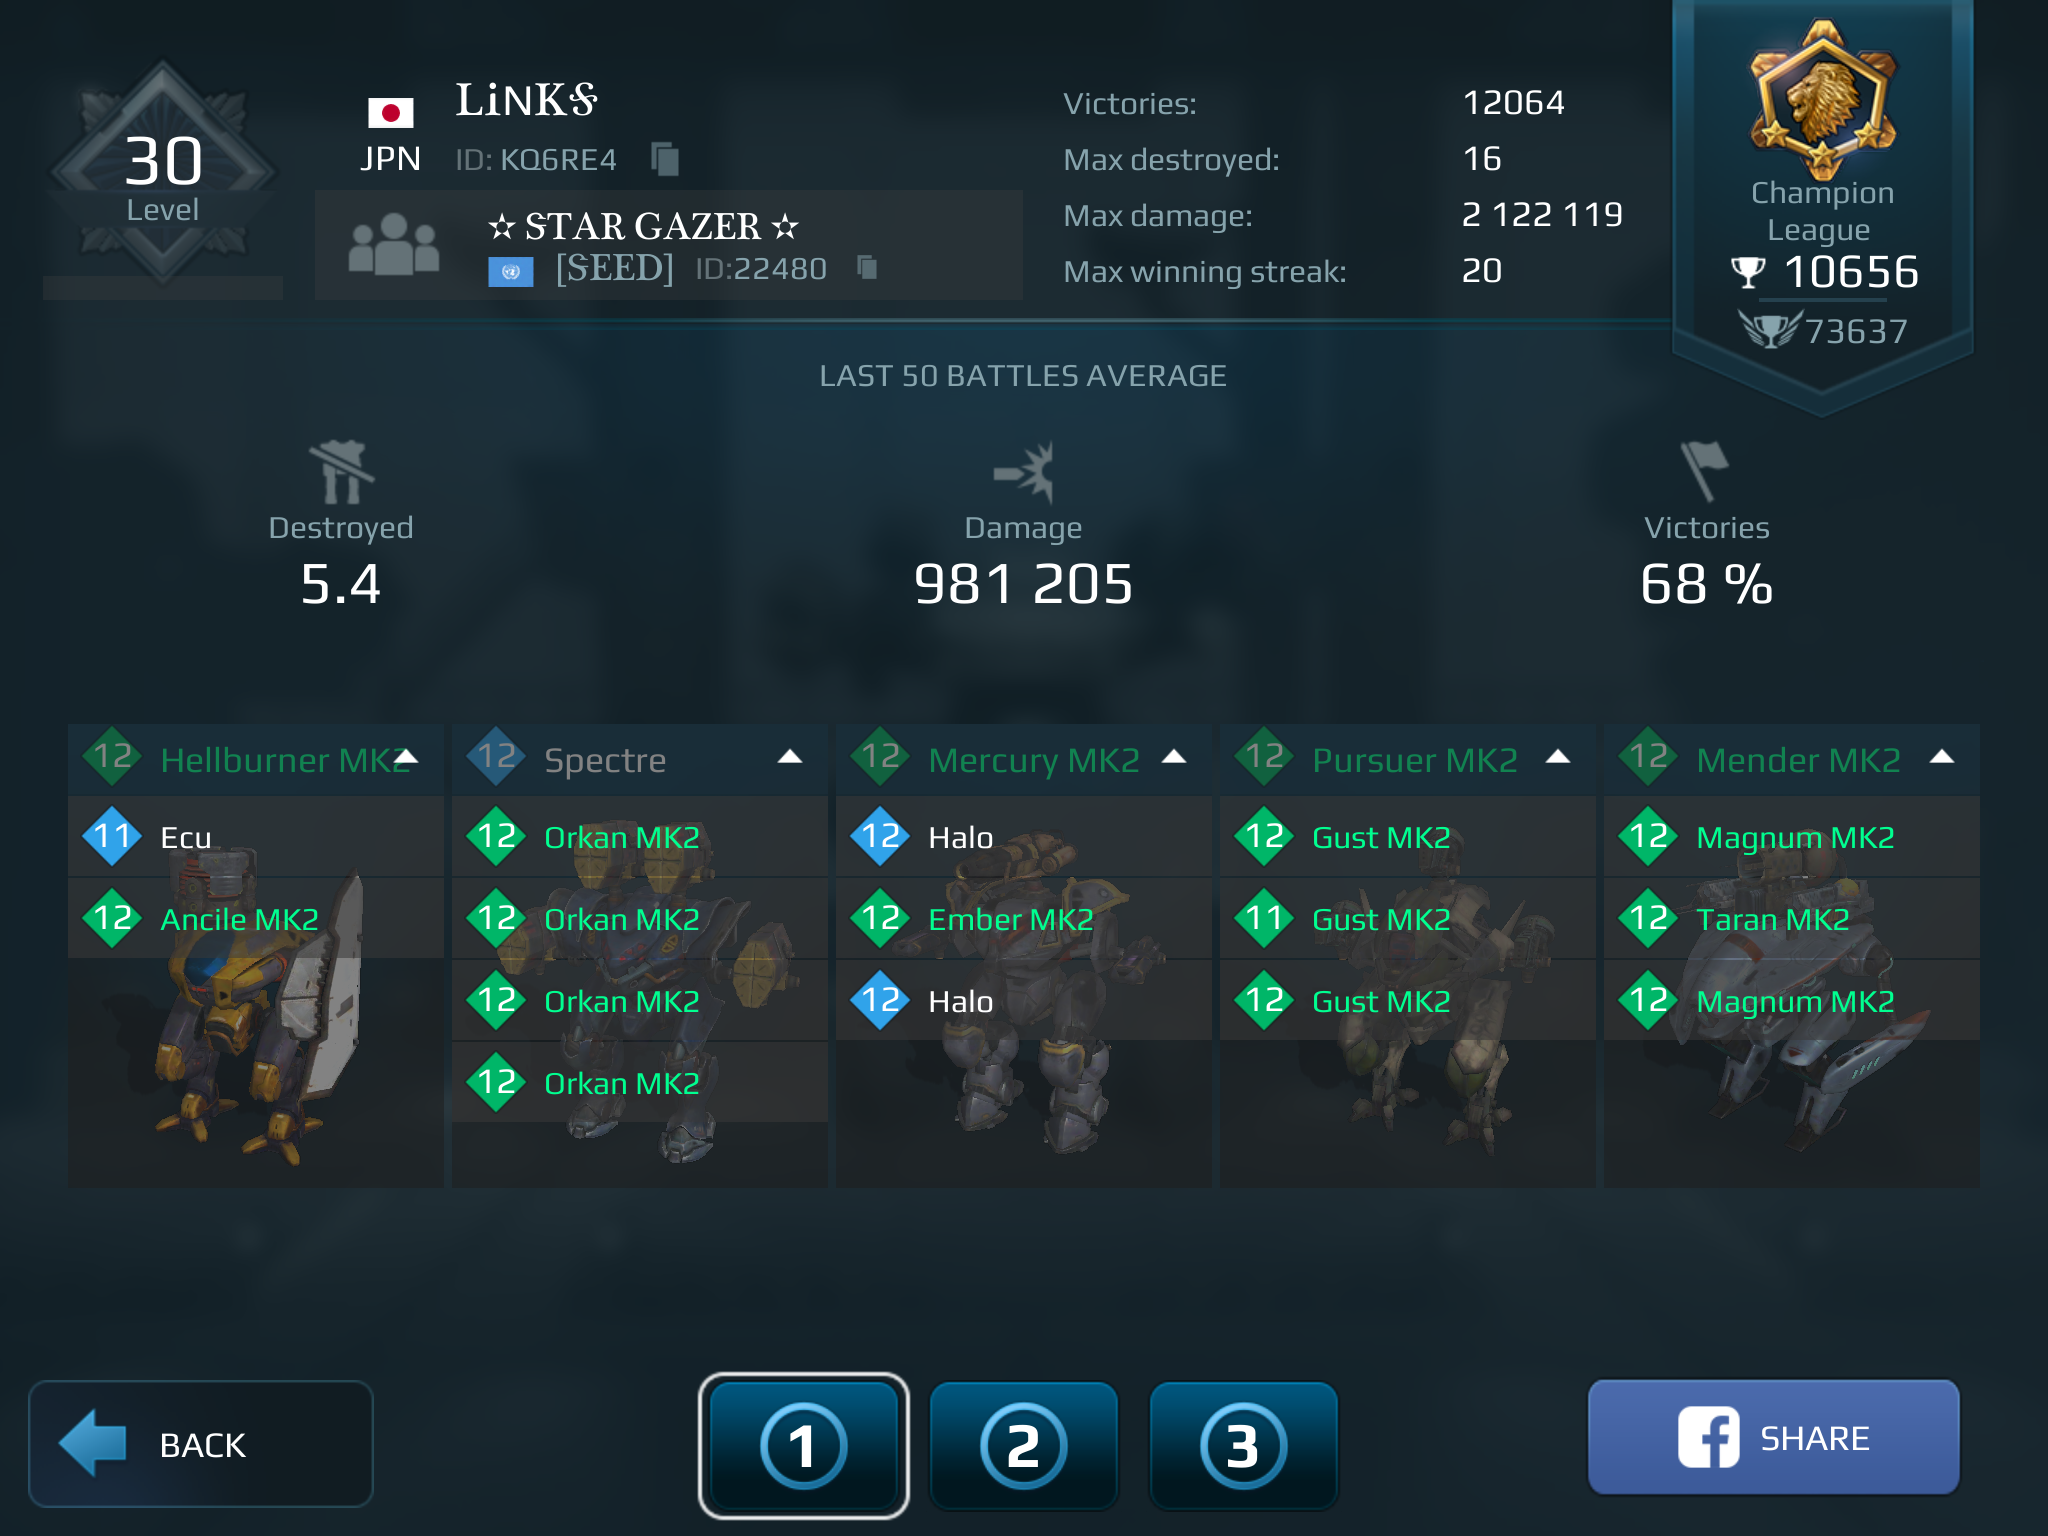 30
Level
JPN
LiNKS
ID: KQ6RE4
☆ STAR GAZER ☆
[SEED] ID:22480
Victories: 12064
Max destroyed: 16
Max damage: 2 122 119
Max winning streak: 20
Champion
League
10656
73637
LAST 50 BATTLES AVERAGE
Destroyed
5.4
Damage
981 205
Victories
68 %
12 Hellburner MK2
11 Ecu
12 Ancile MK2
12 Spectre
12 Orkan MK2
12 Orkan MK2
12 Orkan MK2
12 Orkan MK2
12 Mercury MK2
12 Halo
12 Ember MK2
12 Halo
12 Pursuer MK2
12 Gust MK2
11 Gust MK2
12 Gust MK2
12 Mender MK2
12 Magnum MK2
12 Taran MK2
12 Magnum MK2
BACK
1
2
3
SHARE